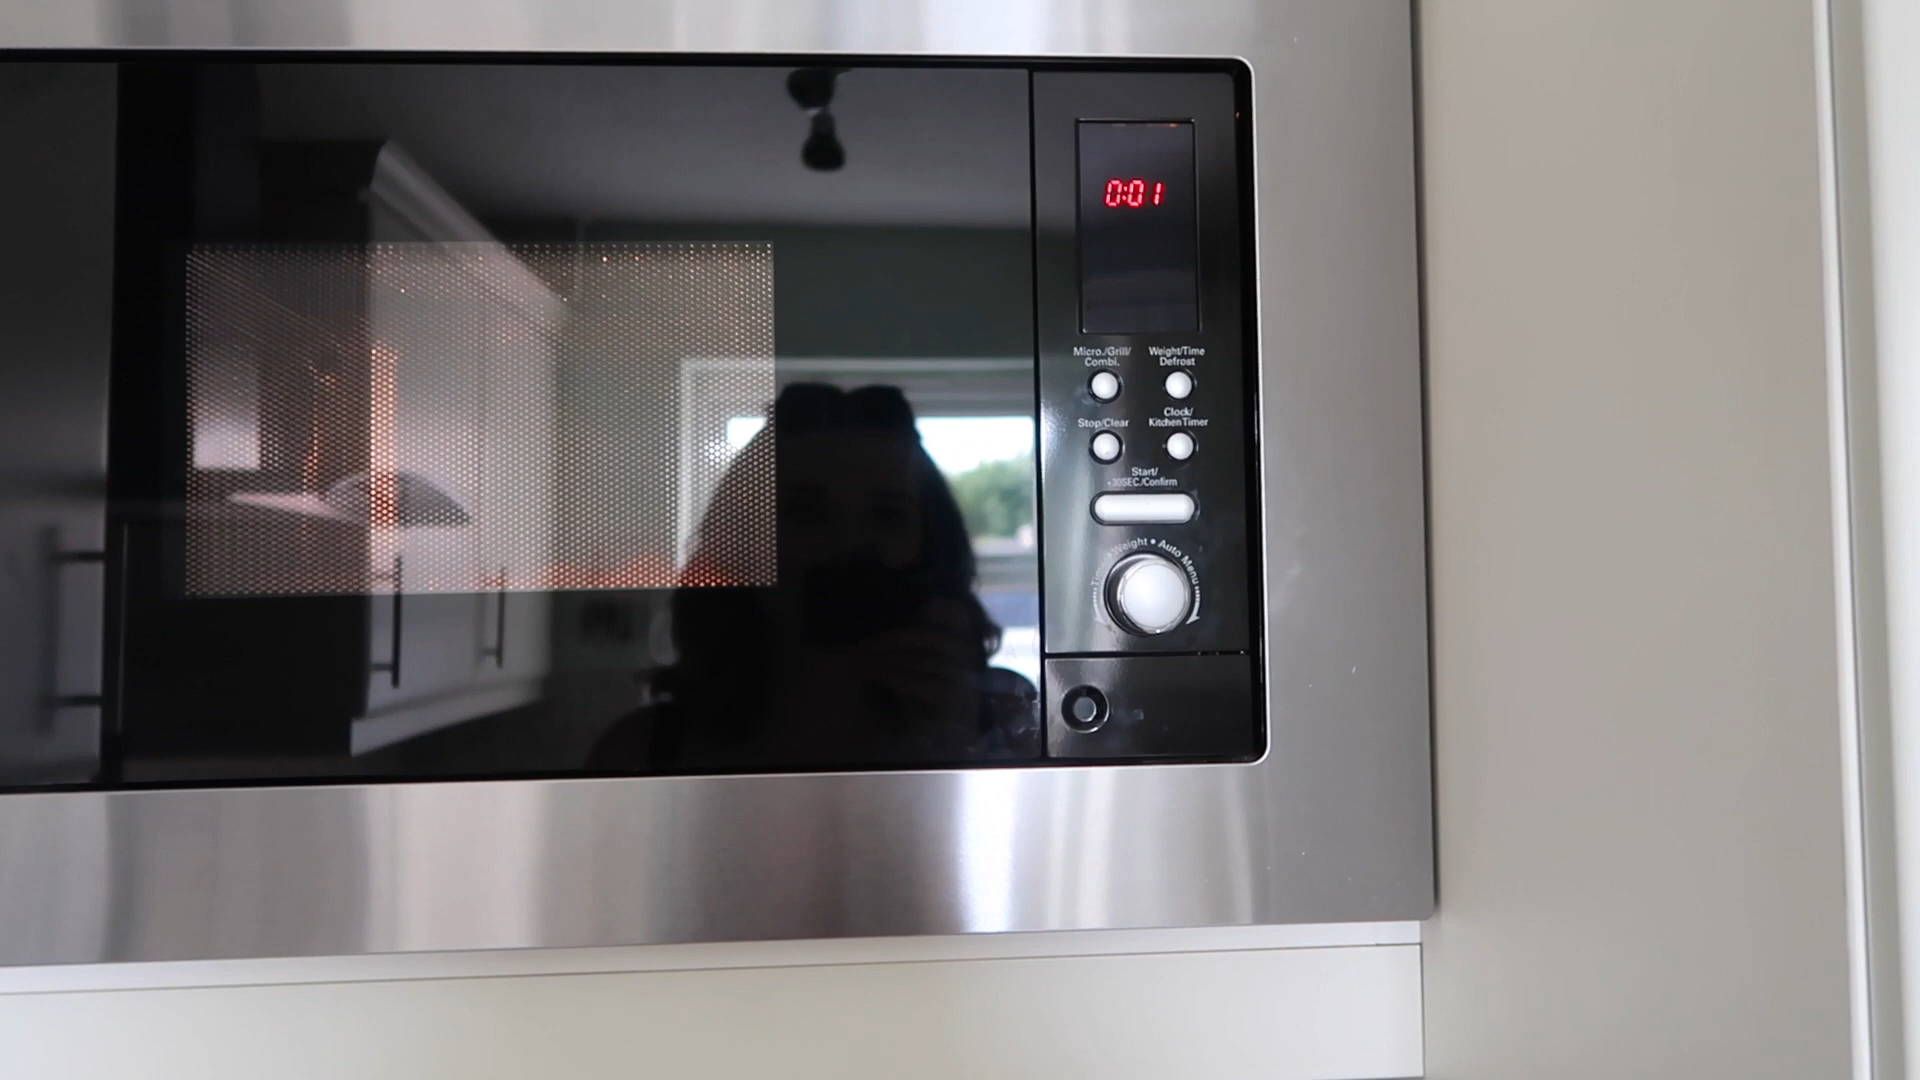 0:01
Micro./Grill/
Combi.
Weight/Time
Defrost
Stop/Clear
Clock/
Kitchen Timer
Start/
+30SEC./Confirm
Weight • Auto Menu